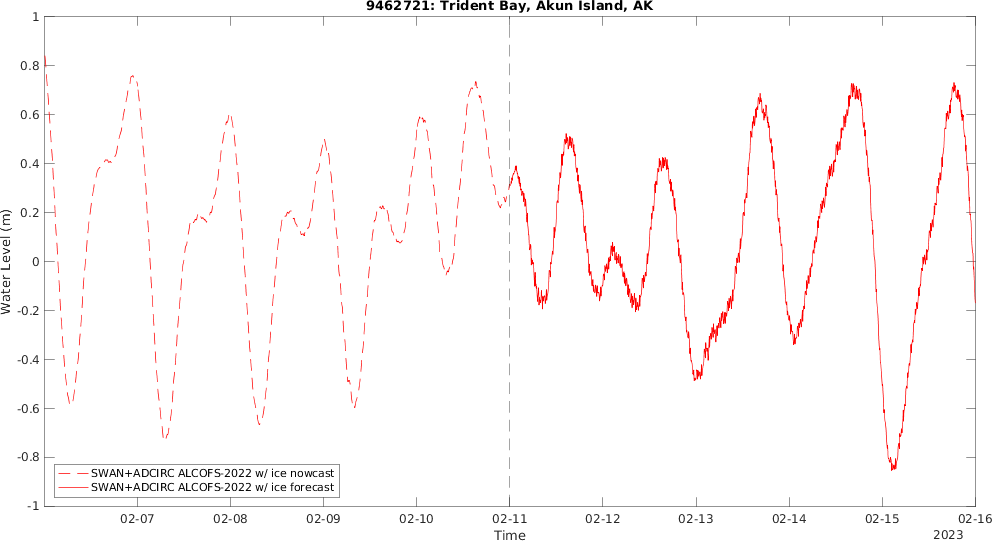 9462721: Trident Bay, Akun Island, AK
1
0.8
0.6
0.4
0.2
0
-0.2
-0.4
-0.6
-0.8
-1
Water Level (m)
SWAN+ADCIRC ALCOFS-2022 w/ ice nowcast
SWAN+ADCIRC ALCOFS-2022 w/ ice forecast
02-07 02-08 02-09 02-10 02-11 02-12 02-13 02-14 02-15 02-16
Time
2023